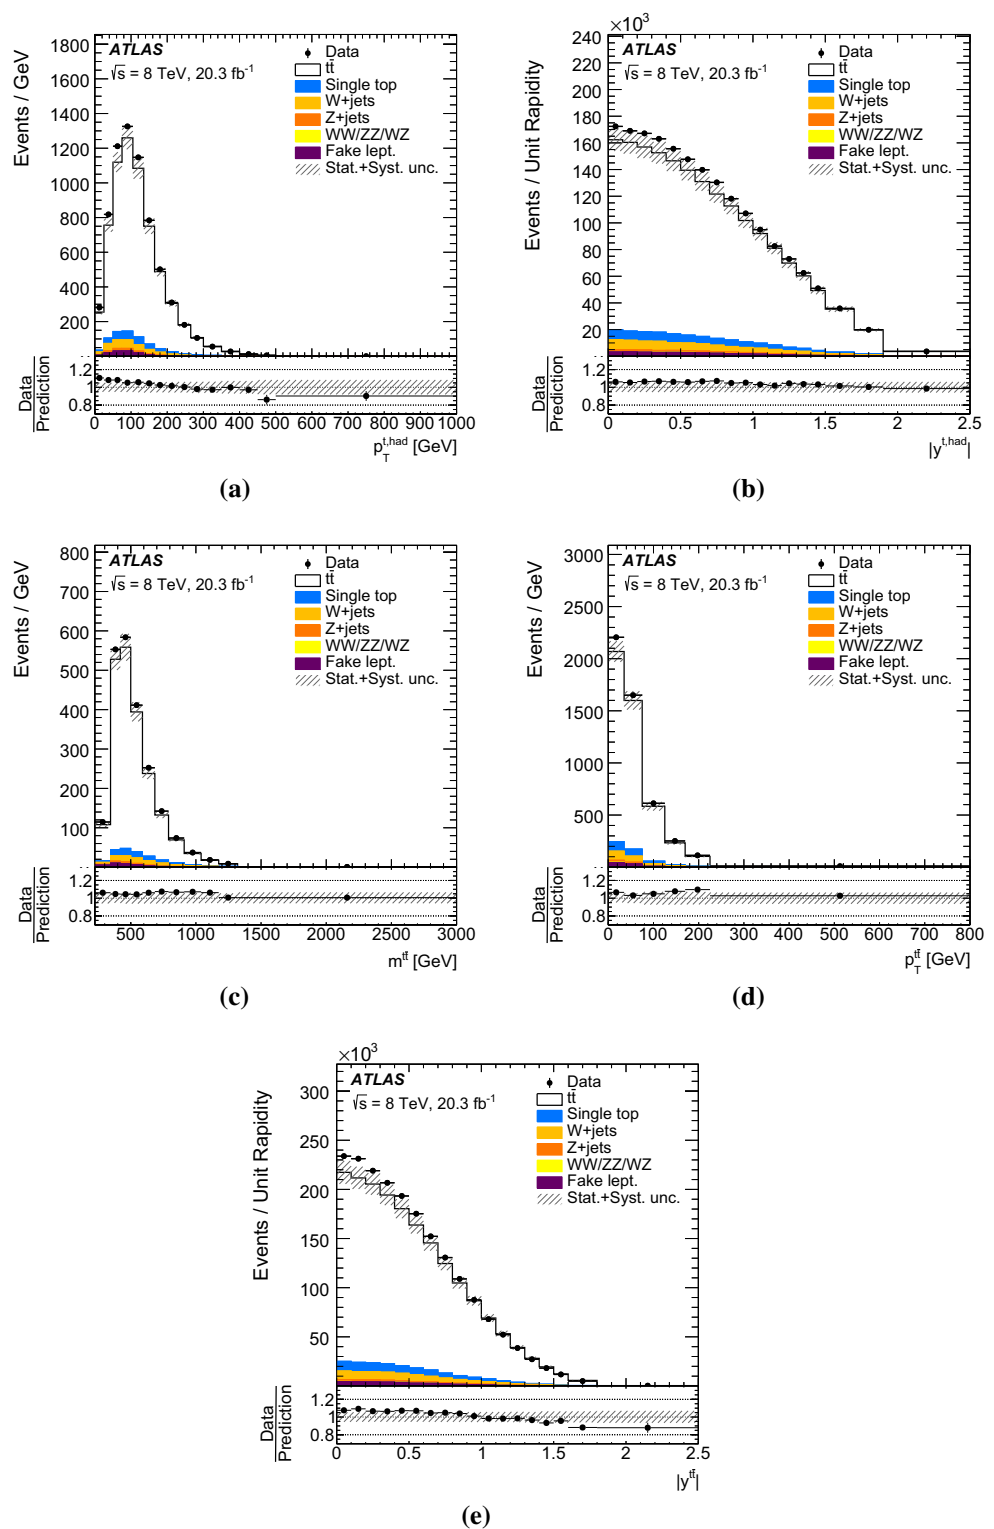 Events / GeV
1800
1600
1400
1200
1000
800
600
400
200
ATLAS
√s = 8 TeV, 20.3 fb⁻¹
Data
tt̄
Single top
W+jets
Z+jets
WW/ZZ/WZ
Fake lept.
Stat.+Syst. unc.
Data
Prediction
1.2
1
0.8
0 100 200 300 400 500 600 700 800 900 1000
p_T^{t,had} [GeV]
(a)
×10³
Events / Unit Rapidity
240
220
200
180
160
140
120
100
80
60
40
20
ATLAS
√s = 8 TeV, 20.3 fb⁻¹
Data
tt̄
Single top
W+jets
Z+jets
WW/ZZ/WZ
Fake lept.
Stat.+Syst. unc.
Data
Prediction
1.2
1
0.8
0 0.5 1 1.5 2 2.5
|y^{t,had}|
(b)
Events / GeV
800
700
600
500
400
300
200
100
ATLAS
√s = 8 TeV, 20.3 fb⁻¹
Data
tt̄
Single top
W+jets
Z+jets
WW/ZZ/WZ
Fake lept.
Stat.+Syst. unc.
Data
Prediction
1.2
1
0.8
500 1000 1500 2000 2500 3000
m^{tt̄} [GeV]
(c)
Events / GeV
3000
2500
2000
1500
1000
500
ATLAS
√s = 8 TeV, 20.3 fb⁻¹
Data
tt̄
Single top
W+jets
Z+jets
WW/ZZ/WZ
Fake lept.
Stat.+Syst. unc.
Data
Prediction
1.2
1
0.8
0 100 200 300 400 500 600 700 800
p_T^{tt̄} [GeV]
(d)
×10³
Events / Unit Rapidity
300
250
200
150
100
50
ATLAS
√s = 8 TeV, 20.3 fb⁻¹
Data
tt̄
Single top
W+jets
Z+jets
WW/ZZ/WZ
Fake lept.
Stat.+Syst. unc.
Data
Prediction
1.2
1
0.8
0 0.5 1 1.5 2 2.5
|y^{tt̄}|
(e)